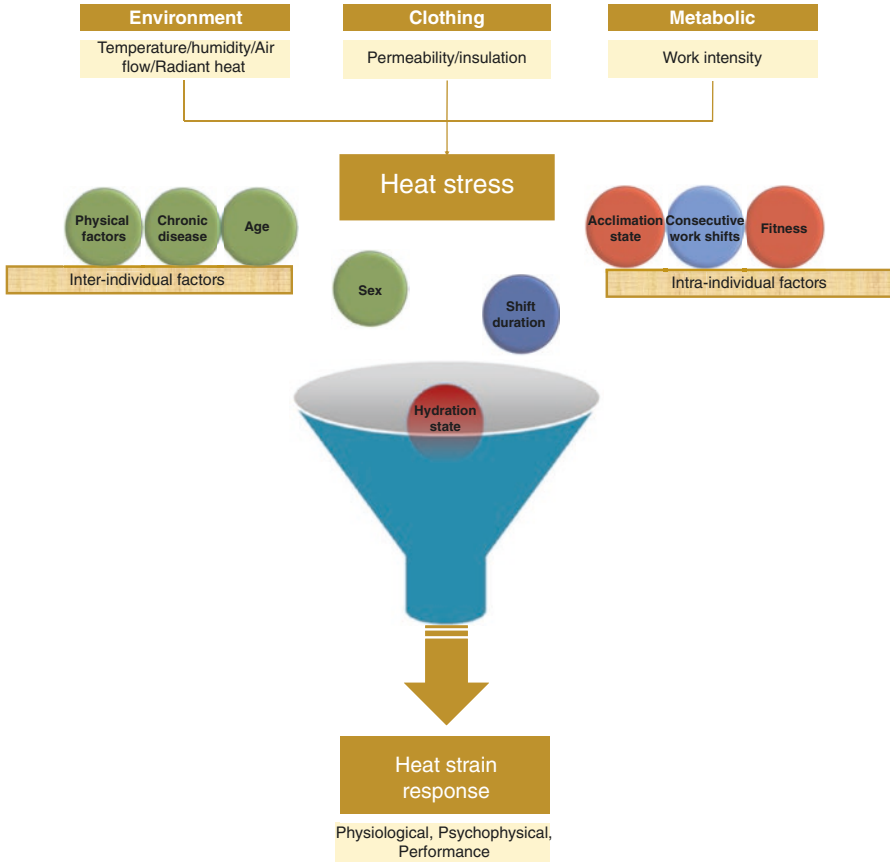 Environment
Clothing
Metabolic
Temperature/humidity/Air
flow/Radiant heat
Permeability/insulation
Work intensity
Heat stress
Physical
factors
Chronic
disease
Age
Inter-individual factors
Acclimation
state
Consecutive
work shifts
Fitness
Intra-individual factors
Sex
Shift
duration
Hydration
state
Heat strain
response
Physiological, Psychophysical,
Performance